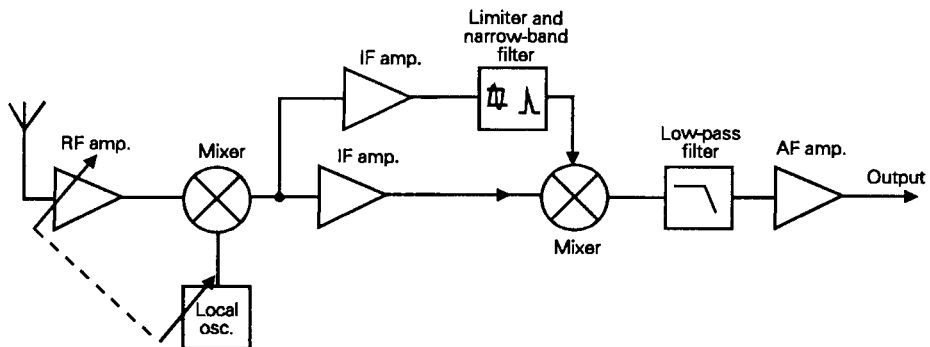 Limiter and
narrow-band
filter
IF amp.
RF amp.
Mixer
IF amp.
Low-pass
filter
AF amp.
Output
Mixer
Local
osc.